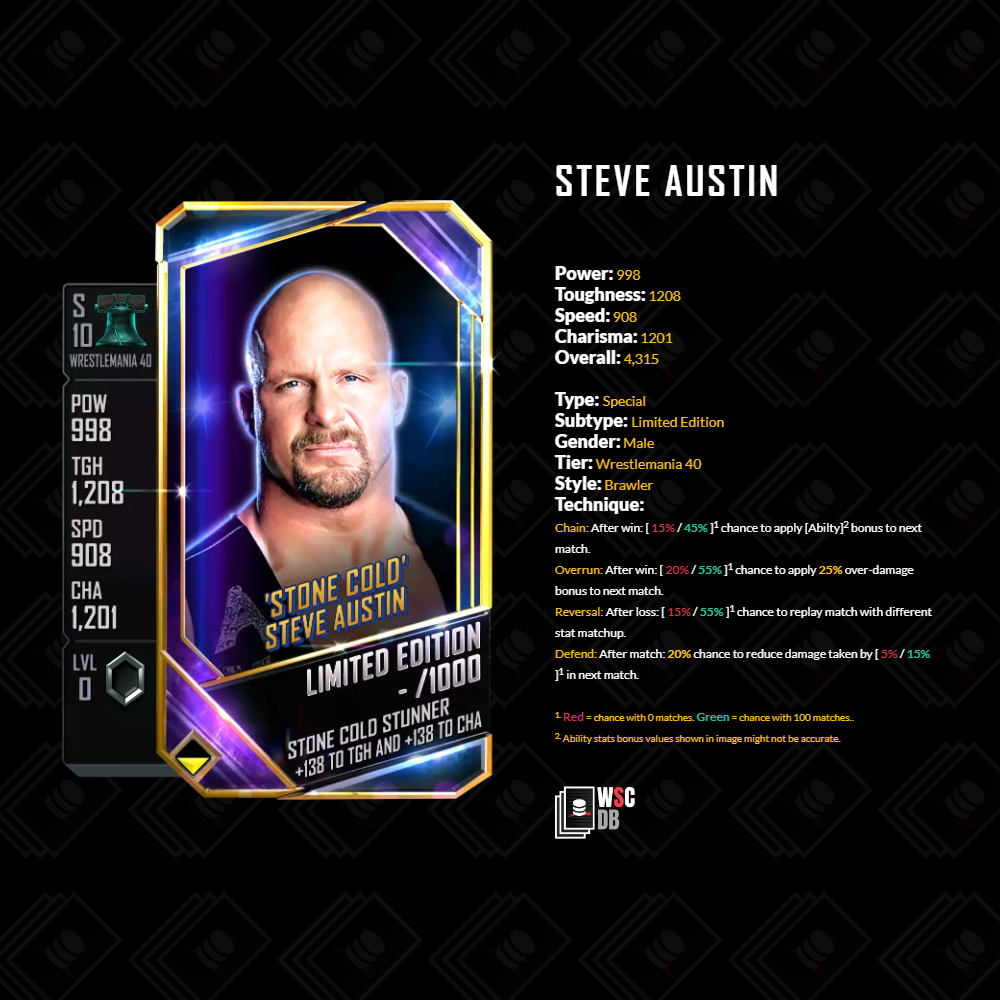 STEVE AUSTIN
S
10
WRESTLEMANIA 40
POW
998
TGH
1,208
SPD
908
CHA
1,201
LVL
0
'STONE COLD'
STEVE AUSTIN
LIMITED EDITION
- /1000
STONE COLD STUNNER
+138 TO TGH AND +138 TO CHA
Power: 998
Toughness: 1208
Speed: 908
Charisma: 1201
Overall: 4,315
Type: Special
Subtype: Limited Edition
Gender: Male
Tier: Wrestlemania 40
Style: Brawler
Technique:
Chain: After win: [ 15% / 45% ]1 chance to apply [Abilty]2 bonus to next
match.
Overrun: After win: [ 20% / 55% ]1 chance to apply 25% over-damage
bonus to next match.
Reversal: After loss: [ 15% / 55% ]1 chance to replay match with different
stat matchup.
Defend: After match: 20% chance to reduce damage taken by [ 5% / 15%
]1 in next match.
1. Red = chance with 0 matches. Green = chance with 100 matches..
2. Ability stats bonus values shown in image might not be accurate.
WSC
DB